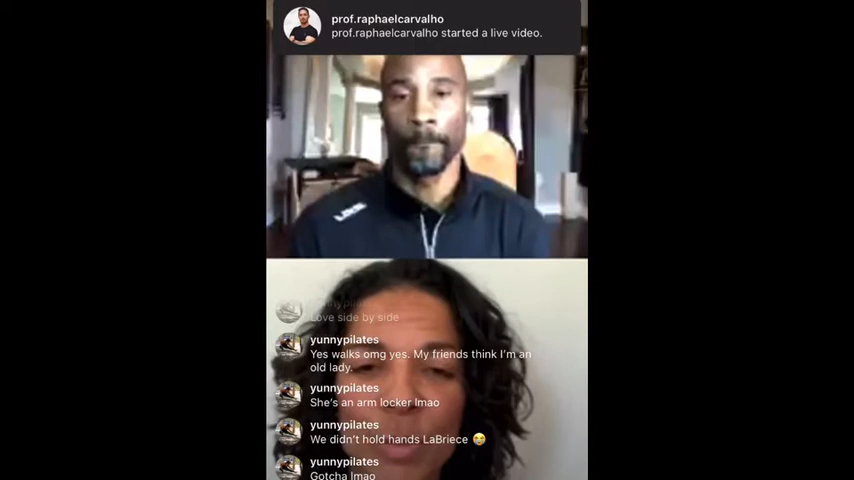 prof.raphaelcarvalho
prof.raphaelcarvalho started a live video.
Love side by side
yunnypilates
Yes walks omg yes. My friends think I'm an
old lady.
yunnypilates
She's an arm locker lmao
yunnypilates
We didn't hold hands LaBriece 😭
yunnypilates
Gotcha lmao